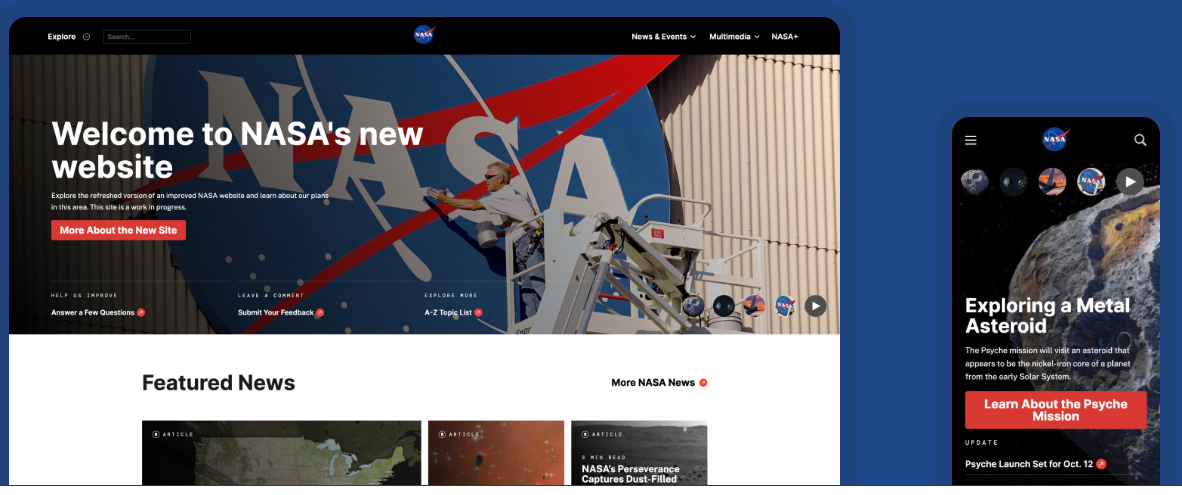 Explore
Search...
NASA
News & Events
Multimedia
NASA+
NASA
Welcome to NASA's new
website
Explore the refreshed version of an improved NASA website and learn about our plans
in this area. This site is a work in progress.
More About the New Site
HELP US IMPROVE
Answer a Few Questions
LEAVE A COMMENT
Submit Your Feedback
EXPLORE MORE
A-Z Topic List
NASA
Featured News
More NASA News
ARTICLE
ARTICLE
ARTICLE
8 MIN READ
NASA's Perseverance
Captures Dust-Filled
NASA
NASA
Exploring a Metal
Asteroid
The Psyche mission will visit an asteroid that
appears to be the nickel-iron core of a planet
from the early Solar System.
Learn About the Psyche
Mission
UPDATE
Psyche Launch Set for Oct. 12